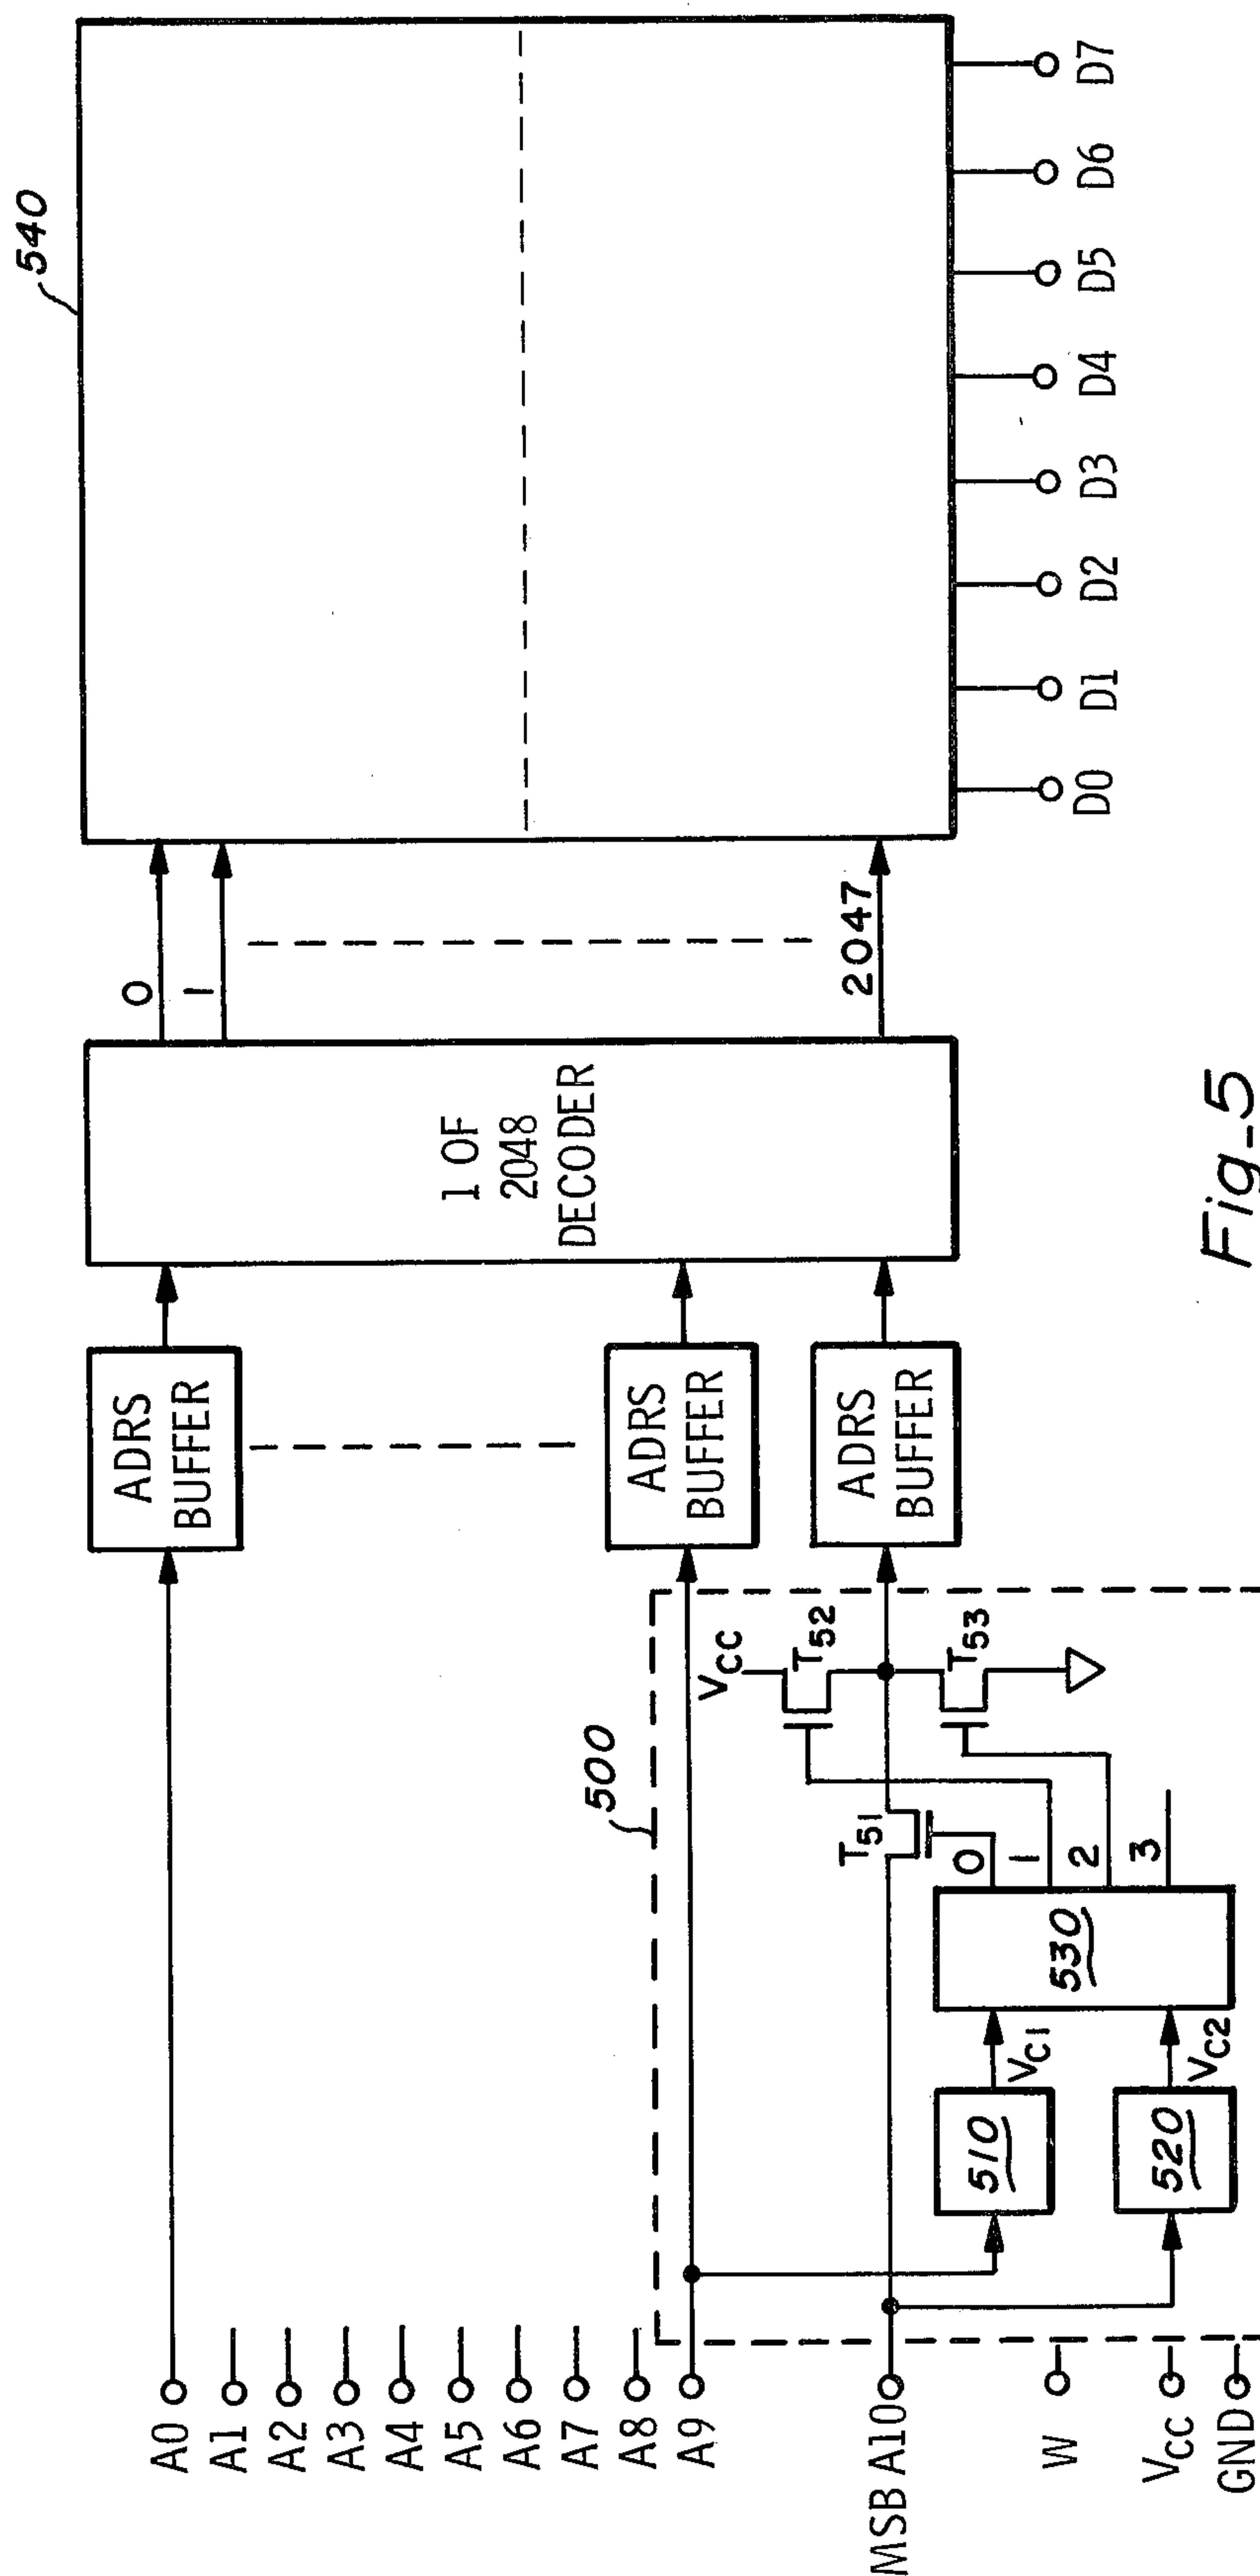 540
0
1
2047
1 OF
2048
DECODER
D0 D1 D2 D3 D4 D5 D6 D7
ADRS
BUFFER
ADRS
BUFFER
ADRS
BUFFER
500
VCC
T52
T53
T51
0
1
2
3
530
VC1
VC2
510
520
A0
A1
A2
A3
A4
A5
A6
A7
A8
A9
MSB A10
W
VCC
GND
Fig_5